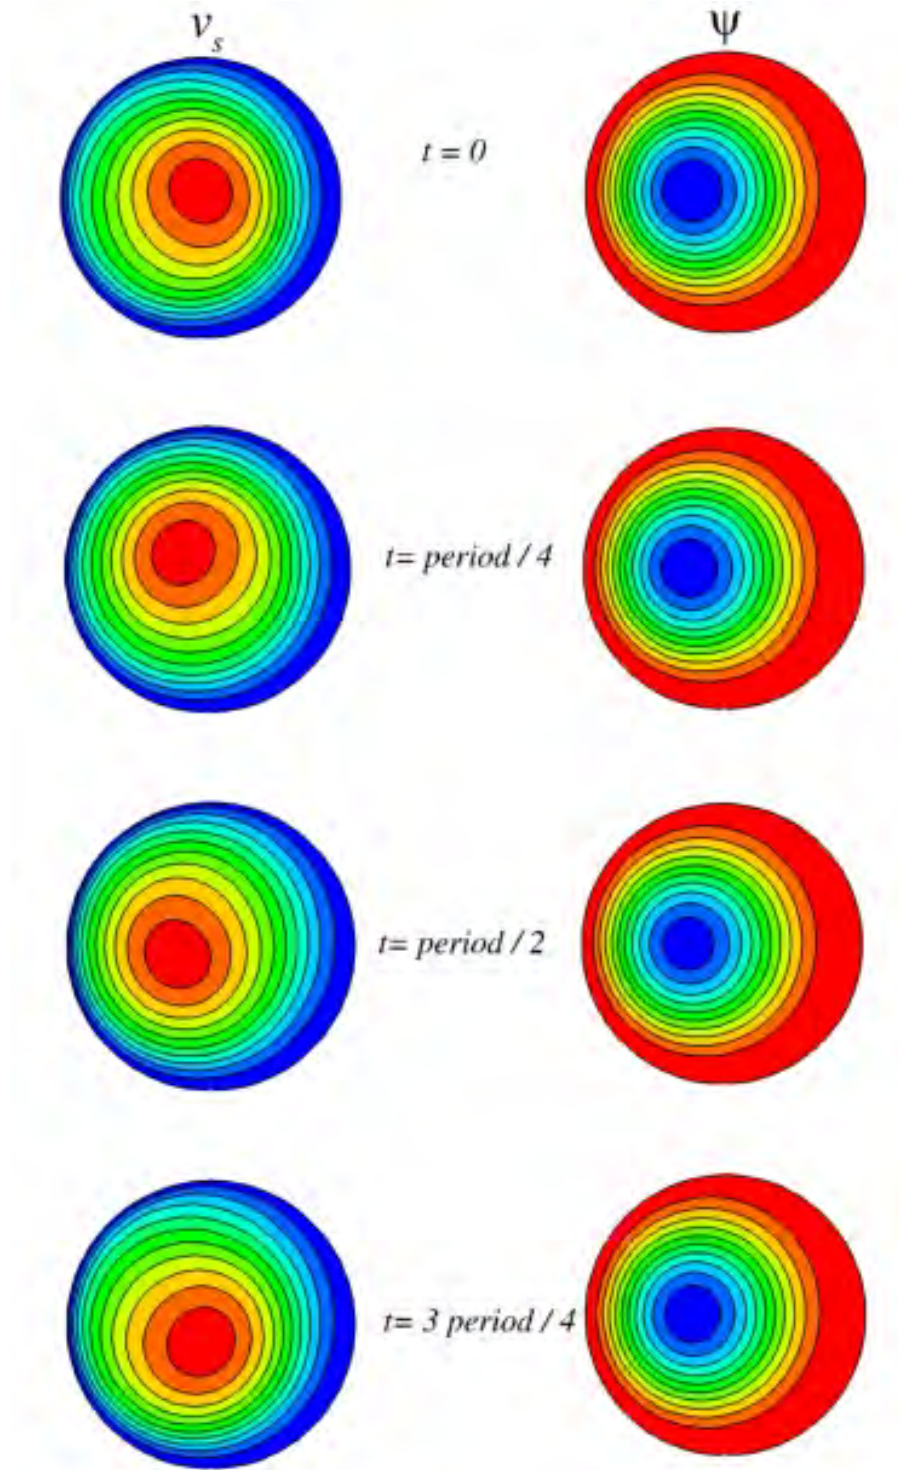 v_s
ψ
t = 0
t= period / 4
t= period / 2
t= 3 period / 4